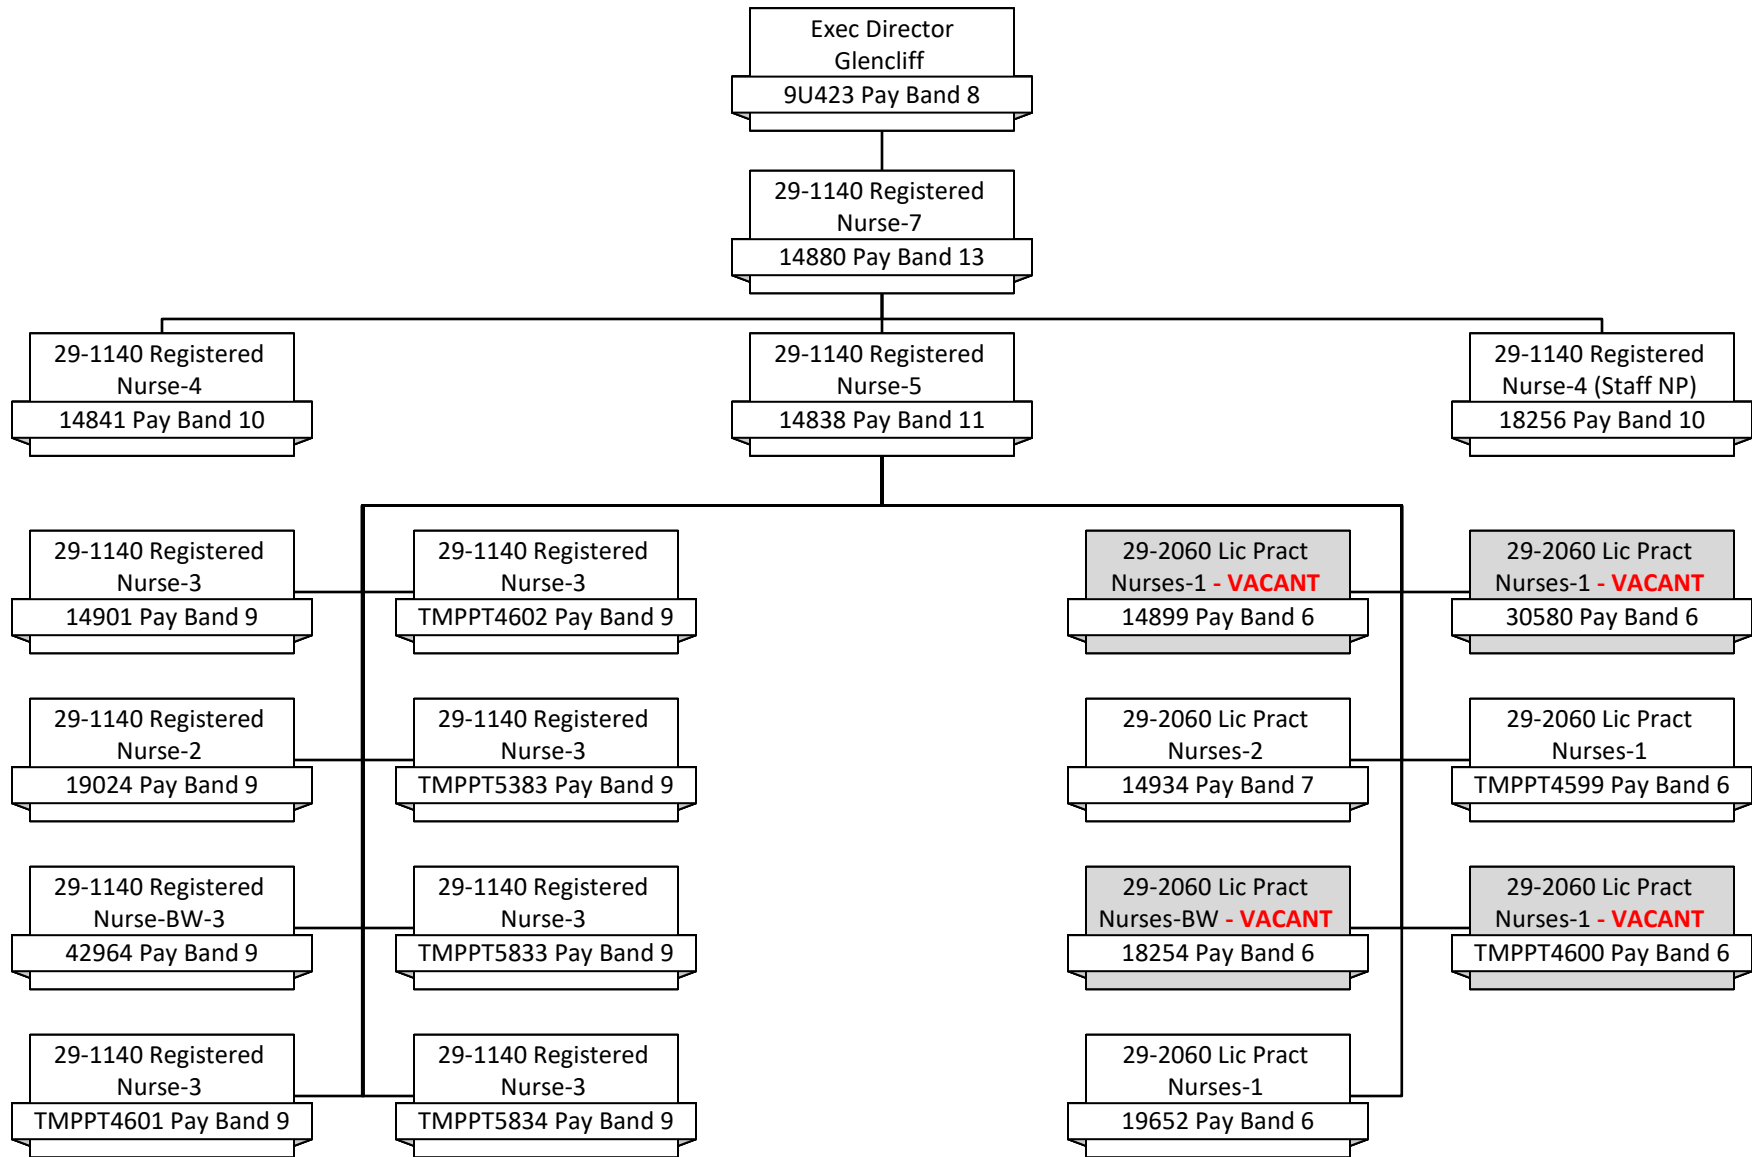 Exec Director
Glencliff
9U423 Pay Band 8
29-1140 Registered
Nurse-7
14880 Pay Band 13
29-1140 Registered
Nurse-4
14841 Pay Band 10
29-1140 Registered
Nurse-5
14838 Pay Band 11
29-1140 Registered
Nurse-4 (Staff NP)
18256 Pay Band 10
29-1140 Registered
Nurse-3
14901 Pay Band 9
29-1140 Registered
Nurse-3
TMPPT4602 Pay Band 9
29-2060 Lic Pract
Nurses-1 - VACANT
14899 Pay Band 6
29-2060 Lic Pract
Nurses-1 - VACANT
30580 Pay Band 6
29-1140 Registered
Nurse-2
19024 Pay Band 9
29-1140 Registered
Nurse-3
TMPPT5383 Pay Band 9
29-2060 Lic Pract
Nurses-2
14934 Pay Band 7
29-2060 Lic Pract
Nurses-1
TMPPT4599 Pay Band 6
29-1140 Registered
Nurse-BW-3
42964 Pay Band 9
29-1140 Registered
Nurse-3
TMPPT5833 Pay Band 9
29-2060 Lic Pract
Nurses-BW - VACANT
18254 Pay Band 6
29-2060 Lic Pract
Nurses-1 - VACANT
TMPPT4600 Pay Band 6
29-1140 Registered
Nurse-3
TMPPT4601 Pay Band 9
29-1140 Registered
Nurse-3
TMPPT5834 Pay Band 9
29-2060 Lic Pract
Nurses-1
19652 Pay Band 6